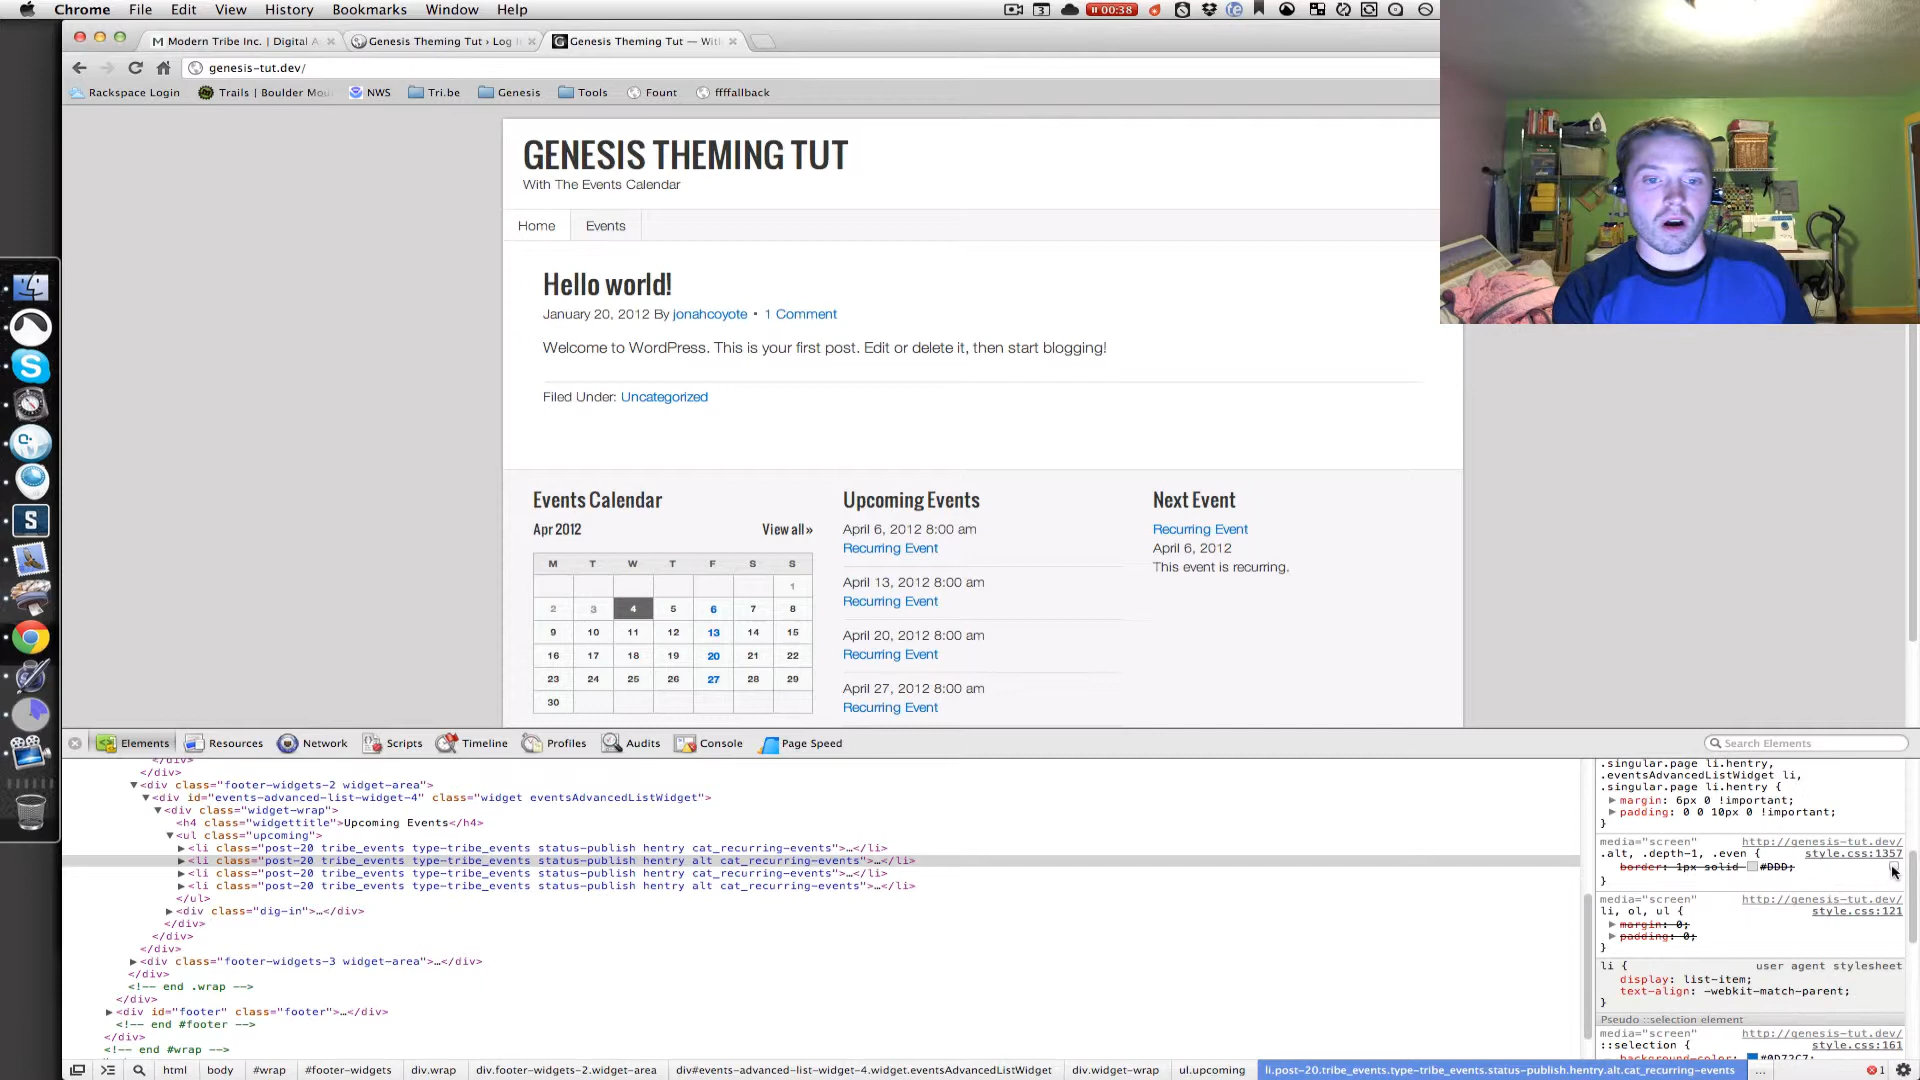 Chrome File Edit View History Bookmarks Window Help
00:38
Modern Tribe Inc. | Digital A
Genesis Theming Tut › Log I
Genesis Theming Tut — Wit
genesis-tut.dev/
Rackspace Login
Trails | Boulder Mou
NWS
Tri.be
Genesis
Tools
Fount
ffffallback
GENESIS THEMING TUT
With The Events Calendar
Home
Events
Hello world!
January 20, 2012 By jonahcoyote • 1 Comment
Welcome to WordPress. This is your first post. Edit or delete it, then start blogging!
Filed Under: Uncategorized
Events Calendar
Apr 2012 View all »
M T W T F S S
1
2 3 4 5 6 7 8
9 10 11 12 13 14 15
16 17 18 19 20 21 22
23 24 25 26 27 28 29
30
Upcoming Events
April 6, 2012 8:00 am
Recurring Event
April 13, 2012 8:00 am
Recurring Event
April 20, 2012 8:00 am
Recurring Event
April 27, 2012 8:00 am
Recurring Event
Next Event
Recurring Event
April 6, 2012
This event is recurring.
Elements Resources Network Scripts Timeline Profiles Audits Console Page Speed
Search Elements
</div>
</div>
▼<div class="footer-widgets-2 widget-area">
▼<div id="events-advanced-list-widget-4" class="widget eventsAdvancedListWidget">
▼<div class="widget-wrap">
<h4 class="widgettitle">Upcoming Events</h4>
▼<ul class="upcoming">
▶<li class="post-20 tribe_events type-tribe_events status-publish hentry cat_recurring-events">…</li>
▶<li class="post-20 tribe_events type-tribe_events status-publish hentry alt cat_recurring-events">…</li>
▶<li class="post-20 tribe_events type-tribe_events status-publish hentry cat_recurring-events">…</li>
▶<li class="post-20 tribe_events type-tribe_events status-publish hentry alt cat_recurring-events">…</li>
</ul>
▶<div class="dig-in">…</div>
</div>
</div>
</div>
▶<div class="footer-widgets-3 widget-area">…</div>
</div>
<!-- end .wrap -->
</div>
▶<div id="footer" class="footer">…</div>
<!-- end #footer -->
</div>
<!-- end #wrap -->
.singular.page li.hentry,
.eventsAdvancedListWidget li,
.singular.page li.hentry {
▶ margin: 6px 0 !important;
▶ padding: 0 0 10px 0 !important;
}
media="screen" http://genesis-tut.dev/
.alt, .depth-1, .even { style.css:1357
border: 1px solid #DDD;
}
media="screen" http://genesis-tut.dev/
li, ol, ul { style.css:121
▶ margin: 0;
▶ padding: 0;
}
li { user agent stylesheet
display: list-item;
text-align: -webkit-match-parent;
}
Pseudo ::selection element
media="screen" http://genesis-tut.dev/
::selection { style.css:161
background-color: #0D72C7;
html body #wrap #footer-widgets div.wrap div.footer-widgets-2.widget-area div#events-advanced-list-widget-4.widget.eventsAdvancedListWidget div.widget-wrap ul.upcoming li.post-20.tribe_events.type-tribe_events.status-publish.hentry.alt.cat_recurring-events ... 1